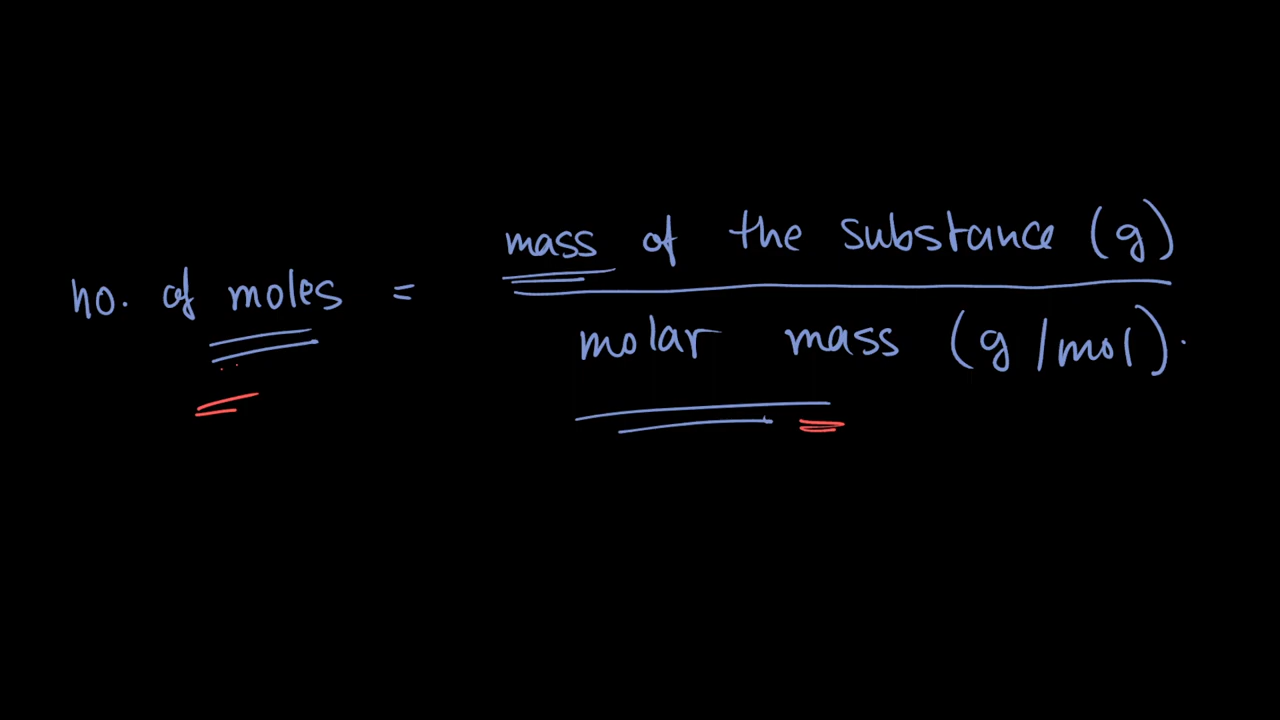 no. of moles =
mass of the substance (g)
molar mass (g/mol).